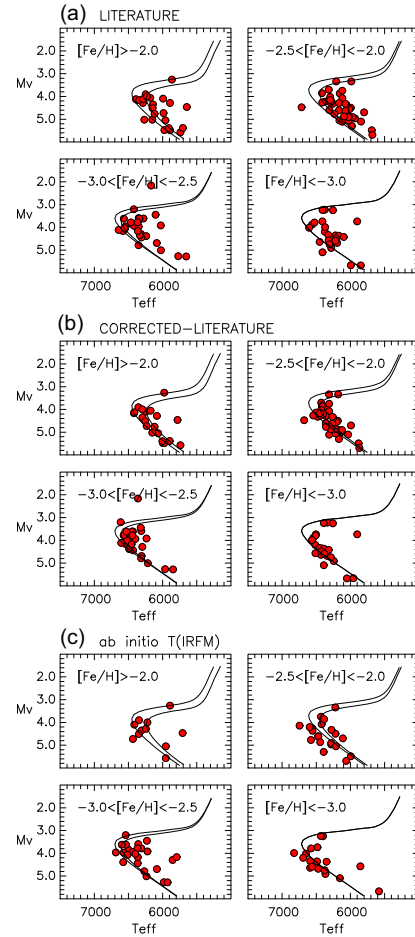 (a) LITERATURE
[Fe/H]>−2.0
−2.5<[Fe/H]<−2.0
2.0
3.0
Mv
4.0
5.0
−3.0<[Fe/H]<−2.5
[Fe/H]<−3.0
2.0
3.0
Mv
4.0
5.0
7000 6000 7000 6000
Teff Teff
(b) CORRECTED−LITERATURE
[Fe/H]>−2.0
−2.5<[Fe/H]<−2.0
2.0
3.0
Mv
4.0
5.0
−3.0<[Fe/H]<−2.5
[Fe/H]<−3.0
2.0
3.0
Mv
4.0
5.0
7000 6000 7000 6000
Teff Teff
(c) ab initio T(IRFM)
[Fe/H]>−2.0
−2.5<[Fe/H]<−2.0
2.0
3.0
Mv
4.0
5.0
−3.0<[Fe/H]<−2.5
[Fe/H]<−3.0
2.0
3.0
Mv
4.0
5.0
7000 6000 7000 6000
Teff Teff